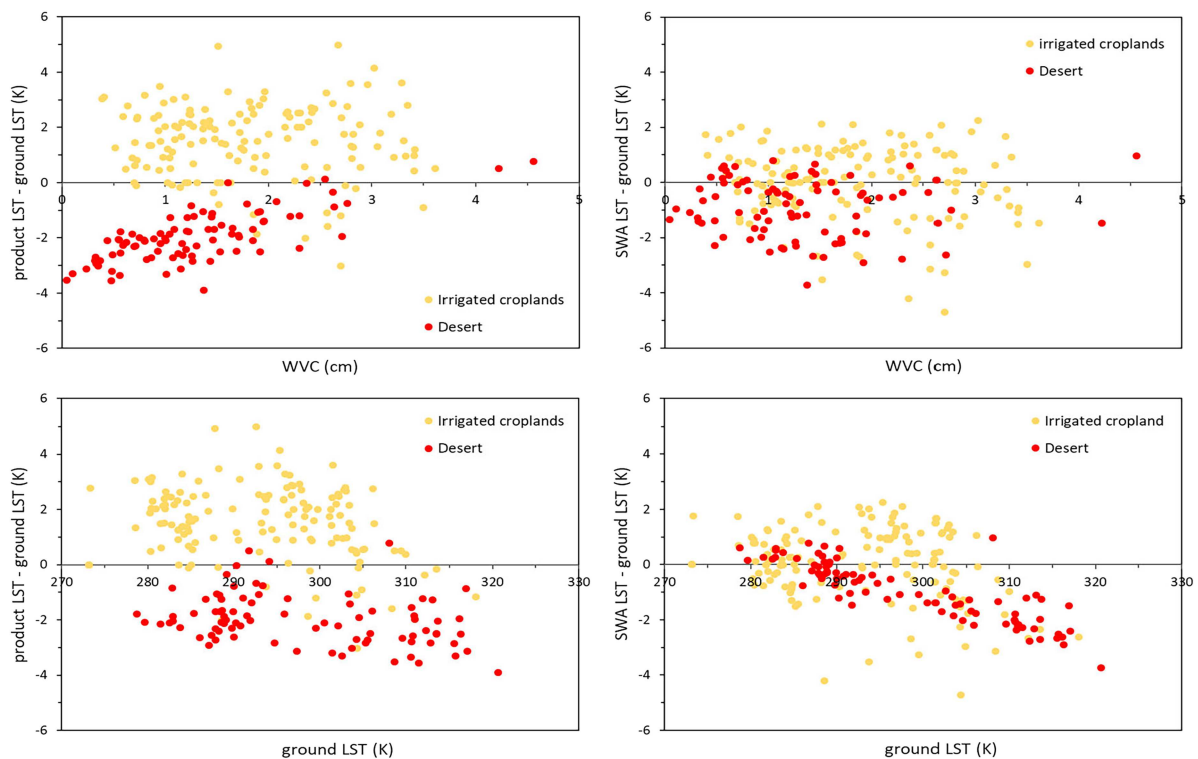 6
4
2
0
-2
-4
-6
product LST - ground LST (K)
0 1 2 3 4 5
WVC (cm)
Irrigated croplands
Desert
6
4
2
0
-2
-4
-6
SWA LST - ground LST (K)
0 1 2 3 4 5
WVC (cm)
irrigated croplands
Desert
6
4
2
0
-2
-4
-6
product LST - ground LST (K)
270 280 290 300 310 320 330
ground LST (K)
Irrigated croplands
Desert
6
4
2
0
-2
-4
-6
SWA LST - ground LST (K)
270 280 290 300 310 320 330
ground LST (K)
Irrigated cropland
Desert